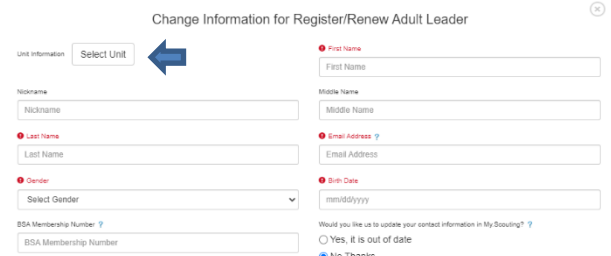 Change Information for Register/Renew Adult Leader
Unit Information Select Unit
First Name
First Name
Nickname
Nickname
Middle Name
Middle Name
Last Name
Last Name
Email Address ?
Email Address
Gender
Select Gender
Birth Date
mm/dd/yyyy
BSA Membership Number ?
BSA Membership Number
Would you like us to update your contact information in My.Scouting? ?
Yes, it is out of date
No Thanks